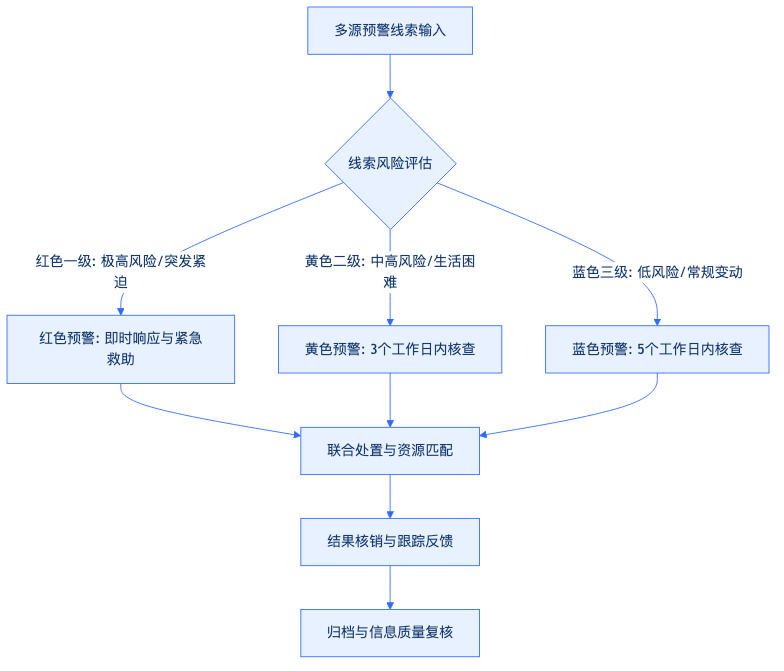 多源预警线索输入
线索风险评估
红色一级: 极高风险/突发紧
迫
黄色二级: 中高风险/生活困
难
蓝色三级: 低风险/常规变动
红色预警: 即时响应与紧急
救助
黄色预警: 3个工作日内核查
蓝色预警: 5个工作日内核查
联合处置与资源匹配
结果核销与跟踪反馈
归档与信息质量复核